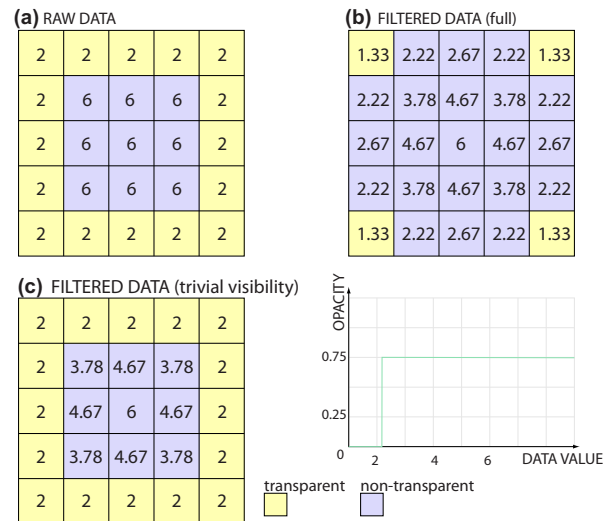 (a) RAW DATA
2 2 2 2 2
2 6 6 6 2
2 6 6 6 2
2 6 6 6 2
2 2 2 2 2
(b) FILTERED DATA (full)
1.33 2.22 2.67 2.22 1.33
2.22 3.78 4.67 3.78 2.22
2.67 4.67 6 4.67 2.67
2.22 3.78 4.67 3.78 2.22
1.33 2.22 2.67 2.22 1.33
(c) FILTERED DATA (trivial visibility)
2 2 2 2 2
2 3.78 4.67 3.78 2
2 4.67 6 4.67 2
2 3.78 4.67 3.78 2
2 2 2 2 2
OPACITY
0.75
0.25
0 2 4 6 DATA VALUE
transparent non-transparent